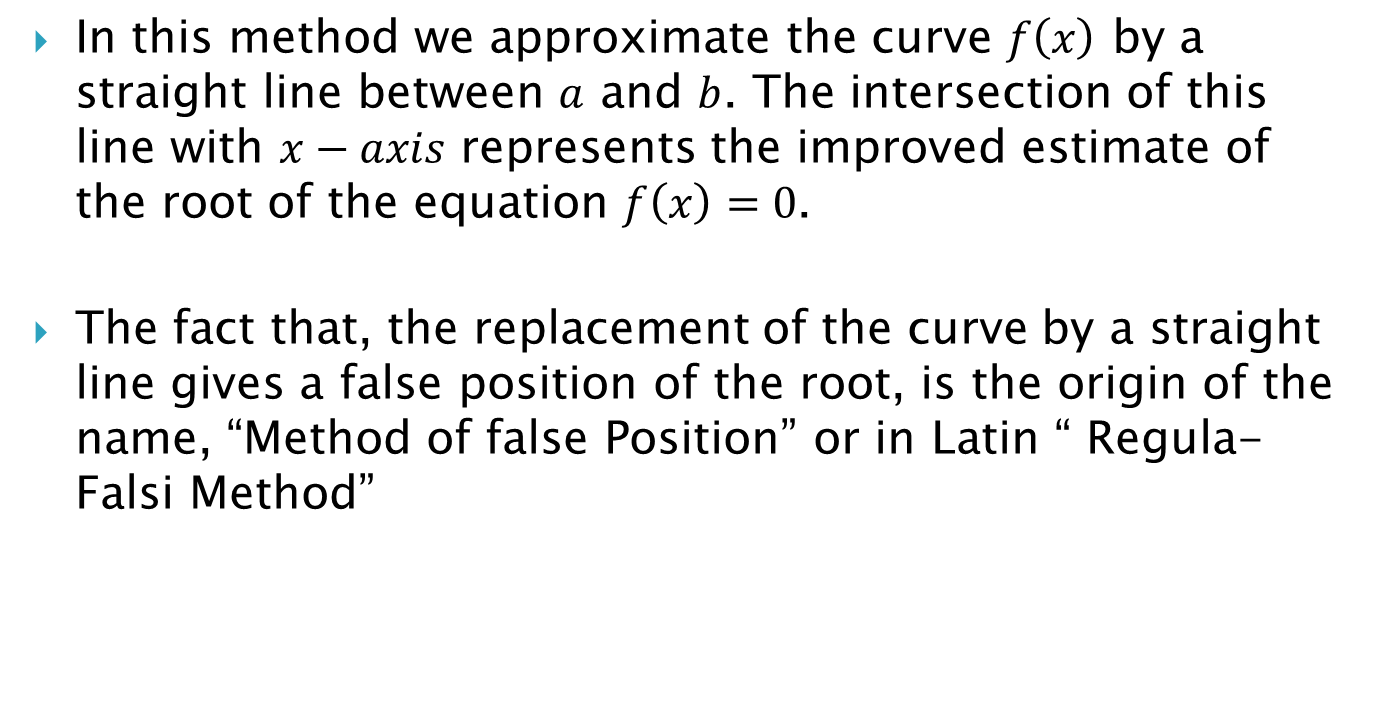 In this method we approximate the curve f(x) by a
straight line between a and b. The intersection of this
line with x − axis represents the improved estimate of
the root of the equation f(x) = 0.
The fact that, the replacement of the curve by a straight
line gives a false position of the root, is the origin of the
name, “Method of false Position” or in Latin “ Regula–
Falsi Method”